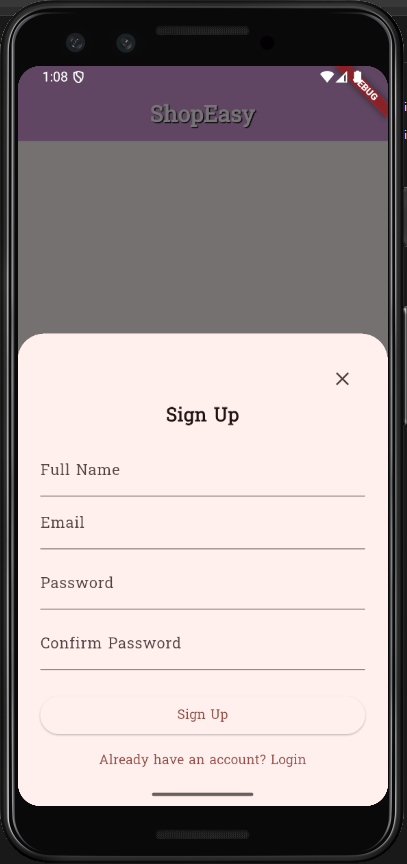 1:08
DEBUG
ShopEasy
Sign Up
Full Name
Email
Password
Confirm Password
Sign Up
Already have an account? Login